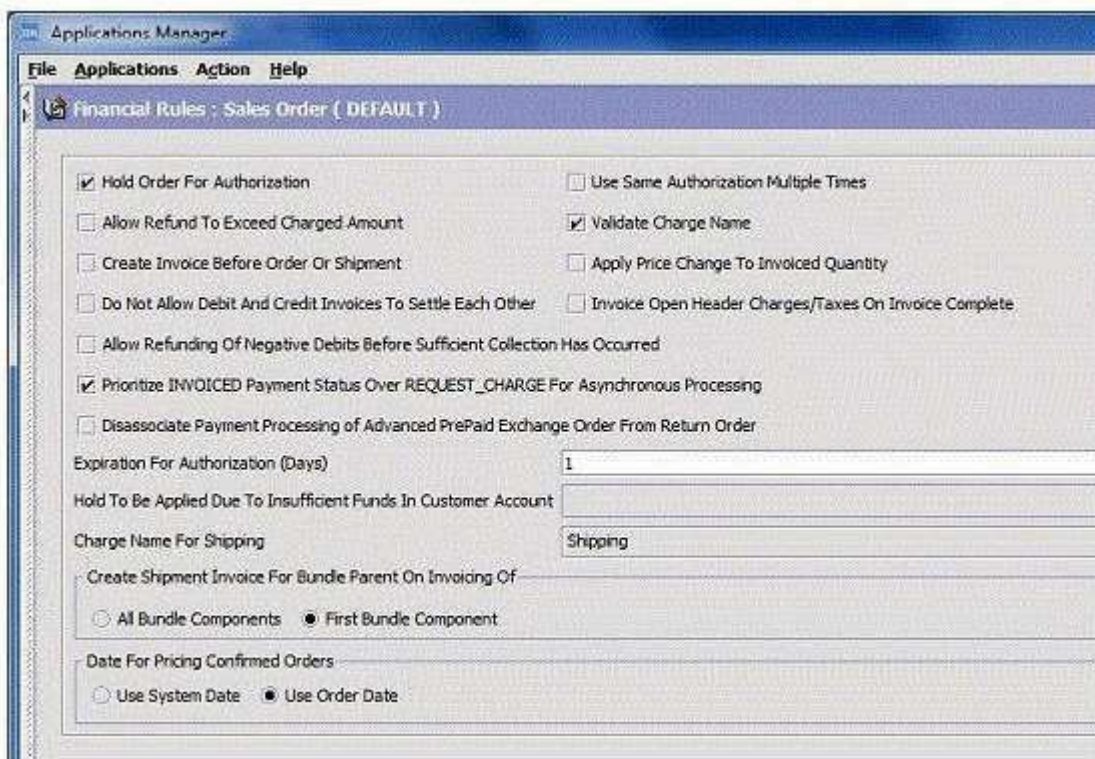 Applications Manager
File Applications Action Help
Financial Rules : Sales Order ( DEFAULT )
Hold Order For Authorization Use Same Authorization Multiple Times
Allow Refund To Exceed Charged Amount Validate Charge Name
Create Invoice Before Order Or Shipment Apply Price Change To Invoiced Quantity
Do Not Allow Debit And Credit Invoices To Settle Each Other Invoice Open Header Charges/Taxes On Invoice Complete
Allow Refunding Of Negative Debits Before Sufficient Collection Has Occurred
Prioritize INVOICED Payment Status Over REQUEST_CHARGE For Asynchronous Processing
Disassociate Payment Processing of Advanced PrePaid Exchange Order From Return Order
Expiration For Authorization (Days) 1
Hold To Be Applied Due To Insufficient Funds In Customer Account
Charge Name For Shipping Shipping
Create Shipment Invoice For Bundle Parent On Invoicing Of
All Bundle Components First Bundle Component
Date For Pricing Confirmed Orders
Use System Date Use Order Date